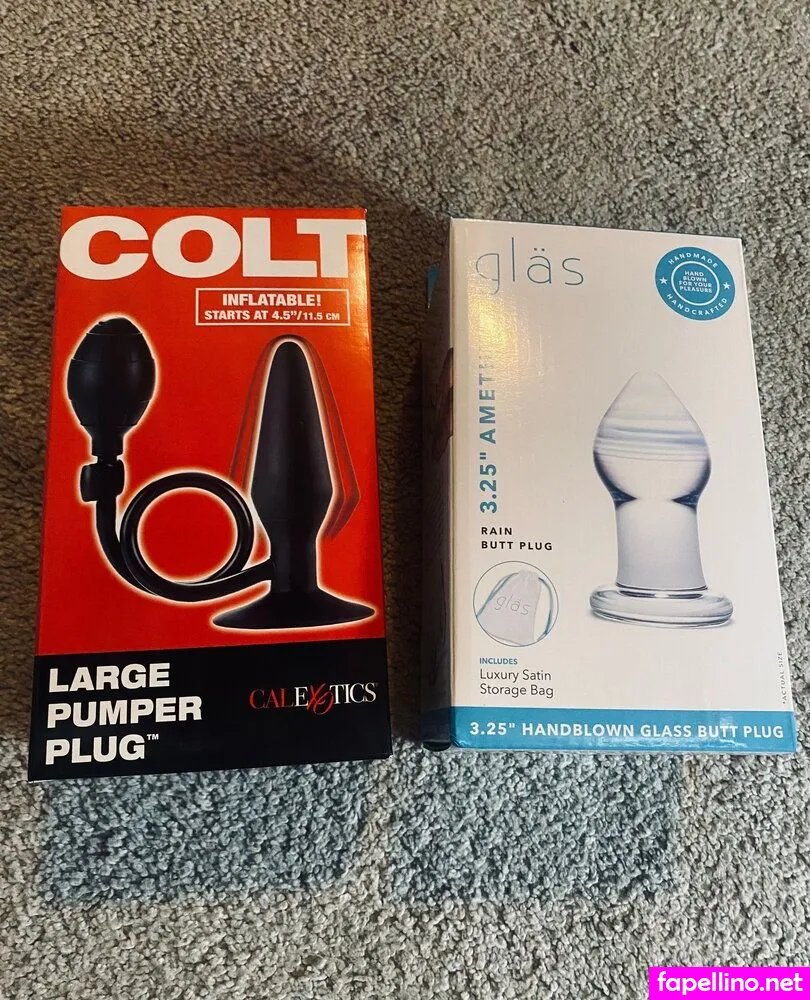 COLT
INFLATABLE!
STARTS AT 4.5"/11.5 CM
LARGE
PUMPER
PLUG™
CALEXOTICS
gläs
HANDMADE
HAND
BLOWN
FOR YOUR
PLEASURE
HANDCRAFTED
3.25" AMET
RAIN
BUTT PLUG
gläs
INCLUDES
Luxury Satin
Storage Bag
*ACTUAL SIZE
3.25" HANDBLOWN GLASS BUTT PLUG
fapellino.net